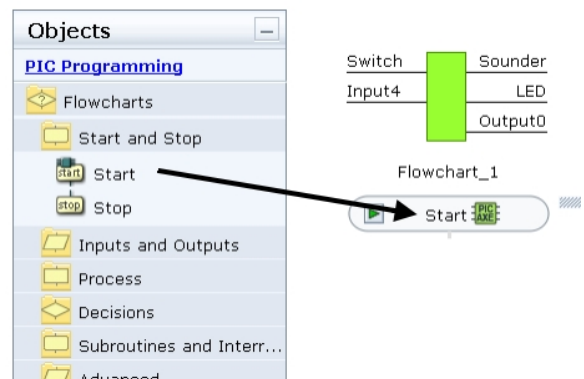 Objects
PIC Programming
Flowcharts
Start and Stop
start Start
stop Stop
Inputs and Outputs
Process
Decisions
Subroutines and Interr...
Advanced
Switch Sounder
Input4 LED
Output0
Flowchart_1
Start PIC AXE